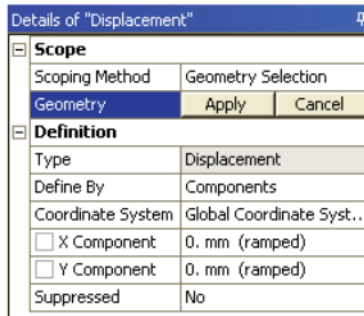 Details of "Displacement"
Scope
Scoping Method Geometry Selection
Geometry Apply Cancel
Definition
Type Displacement
Define By Components
Coordinate System Global Coordinate Syst..
X Component 0. mm (ramped)
Y Component 0. mm (ramped)
Suppressed No